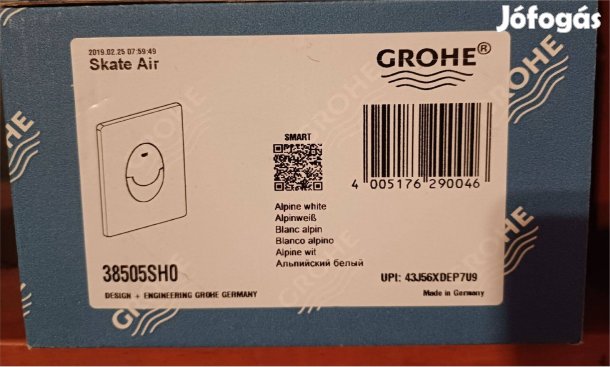 Jófogás
2019.02.25 07:59:49
Skate Air
GROHE®
SMART
4 005176 290046
Alpine white
Alpinweiß
Blanc alpin
Blanco alpino
Alpine wit
Альпийский белый
38505SH0
UPI: 43J56XDEP7U9
DESIGN + ENGINEERING GROHE GERMANY
Made in Germany
GROHE
GROHE
GROHE